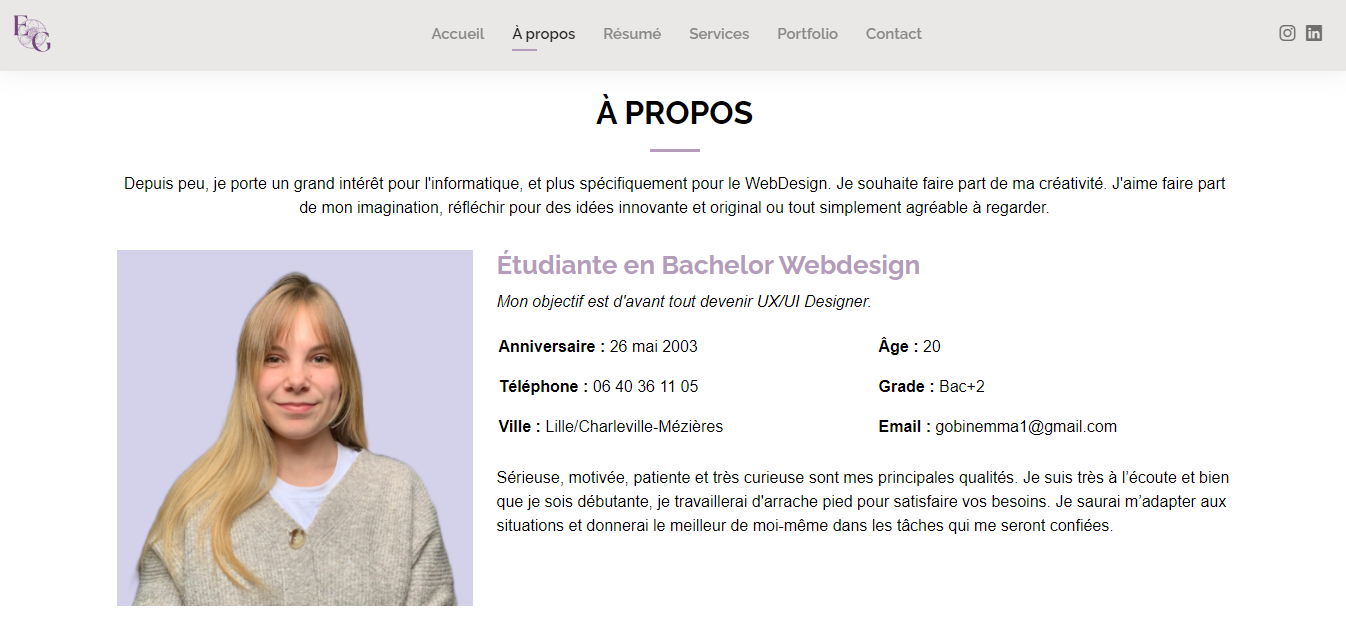 EG
Accueil À propos Résumé Services Portfolio Contact
À PROPOS
Depuis peu, je porte un grand intérêt pour l'informatique, et plus spécifiquement pour le WebDesign. Je souhaite faire part de ma créativité. J'aime faire part
de mon imagination, réfléchir pour des idées innovante et original ou tout simplement agréable à regarder.
Étudiante en Bachelor Webdesign
Mon objectif est d'avant tout devenir UX/UI Designer.
Anniversaire : 26 mai 2003 Âge : 20
Téléphone : 06 40 36 11 05 Grade : Bac+2
Ville : Lille/Charleville-Mézières Email : gobinemma1@gmail.com
Sérieuse, motivée, patiente et très curieuse sont mes principales qualités. Je suis très à l’écoute et bien
que je sois débutante, je travaillerai d'arrache pied pour satisfaire vos besoins. Je saurai m’adapter aux
situations et donnerai le meilleur de moi-même dans les tâches qui me seront confiées.